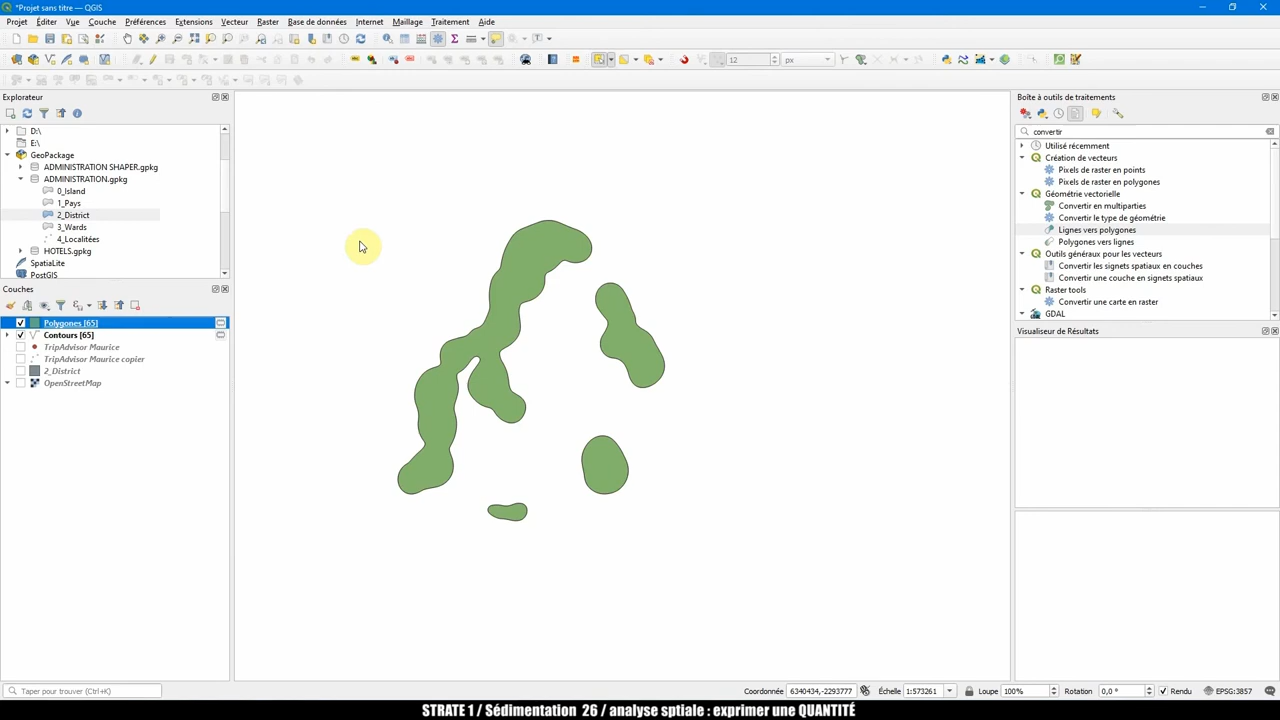 *Projet sans titre — QGIS
Projet Éditer Vue Couche Préférences Extensions Vecteur Raster Base de données Internet Maillage Traitement Aide
12 px
Explorateur
D:\
E:\
GeoPackage
ADMINISTRATION SHAPER.gpkg
ADMINISTRATION.gpkg
0_Island
1_Pays
2_District
3_Wards
4_Localitées
HOTELS.gpkg
SpatiaLite
PostGIS
Couches
Polygones [65]
Contours [65]
TripAdvisor Maurice
TripAdvisor Maurice copier
2_District
OpenStreetMap
Boîte à outils de traitements
convertir
Utilisé récemment
Création de vecteurs
Pixels de raster en points
Pixels de raster en polygones
Géométrie vectorielle
Convertir en multiparties
Convertir le type de géométrie
Lignes vers polygones
Polygones vers lignes
Outils généraux pour les vecteurs
Convertir les signets spatiaux en couches
Convertir une couche en signets spatiaux
Raster tools
Convertir une carte en raster
GDAL
Visualiseur de Résultats
Taper pour trouver (Ctrl+K)
Coordonnée 6340434,-2293777 Échelle 1:573261 Loupe 100% Rotation 0,0 ° Rendu EPSG:3857
STRATE 1 / Sédimentation 26 / analyse sptiale : exprimer une QUANTITÉ